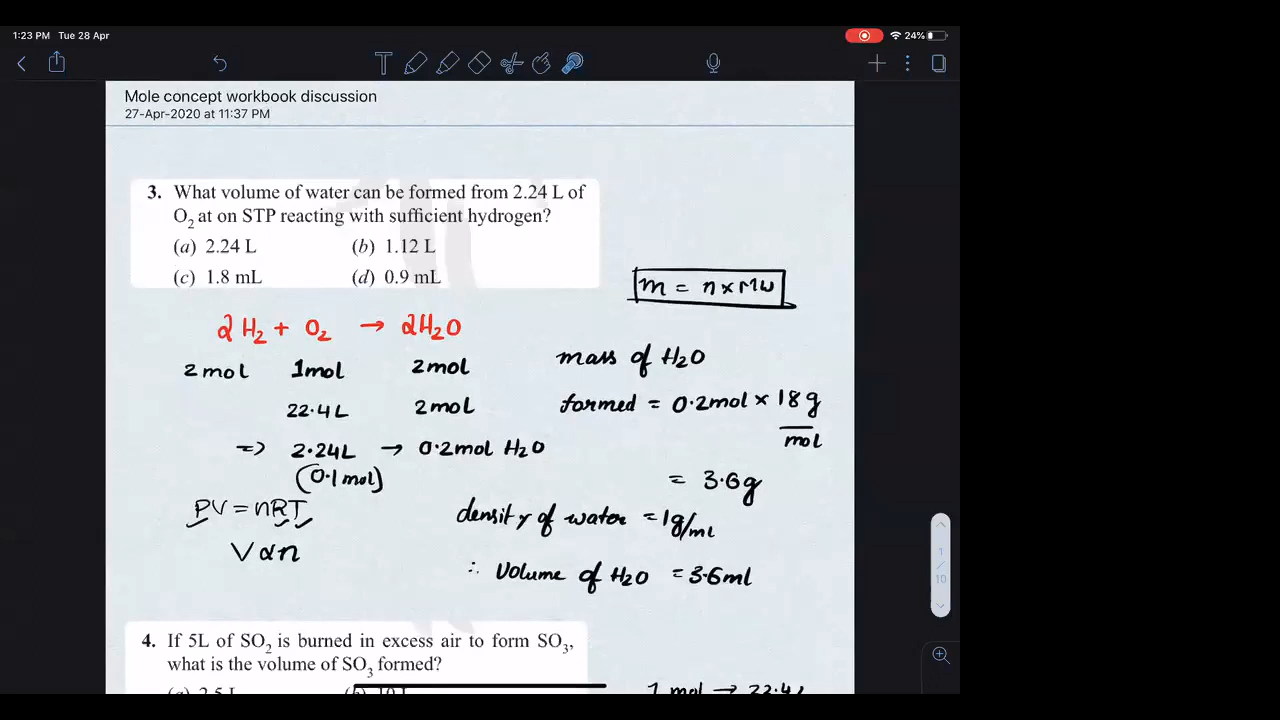 1:23 PM Tue 28 Apr
24%
Mole concept workbook discussion
27-Apr-2020 at 11:37 PM
3. What volume of water can be formed from 2.24 L of
O₂ at on STP reacting with sufficient hydrogen?
(a) 2.24 L (b) 1.12 L
(c) 1.8 mL (d) 0.9 mL
m = n × MW
2H₂ + O₂ → 2H₂O
2mol 1mol 2mol
22.4L 2mol
=> 2.24L → 0.2mol H₂O
(0.1mol)
PV = nRT
V ∝ n
mass of H₂O
formed = 0.2mol × 18g
mol
= 3.6g
density of water = 1g/ml
∴ Volume of H₂O = 3.6ml
1
/
10
4. If 5L of SO₂ is burned in excess air to form SO₃,
what is the volume of SO₃ formed?
(a) 2.5 L (b) 10 L
1 mol → 22.4L